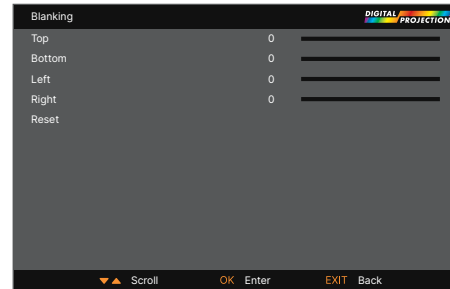 Blanking
DIGITAL PROJECTION
Top 0
Bottom 0
Left 0
Right 0
Reset
Scroll OK Enter EXIT Back